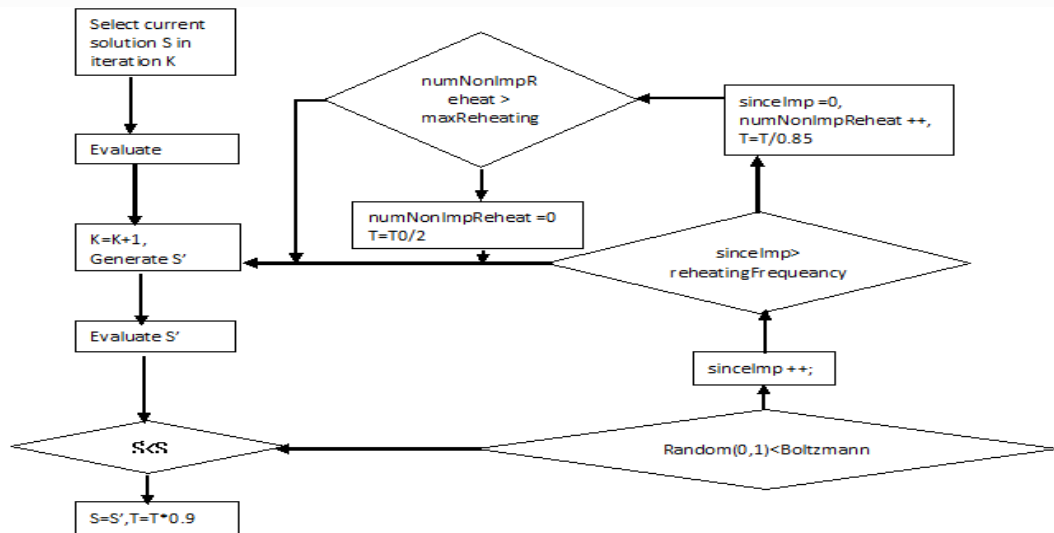 Select current
solution S in
iteration K
Evaluate
K=K+1,
Generate S'
Evaluate S'
S'<S
S=S',T=T*0.9
numNonImpR
eheat >
maxReheating
numNonImpReheat =0
T=T0/2
sinceImp =0,
numNonImpReheat ++,
T=T/0.85
sinceImp>
reheatingFrequeancy
sinceImp ++;
Random(0,1)<Boltzmann